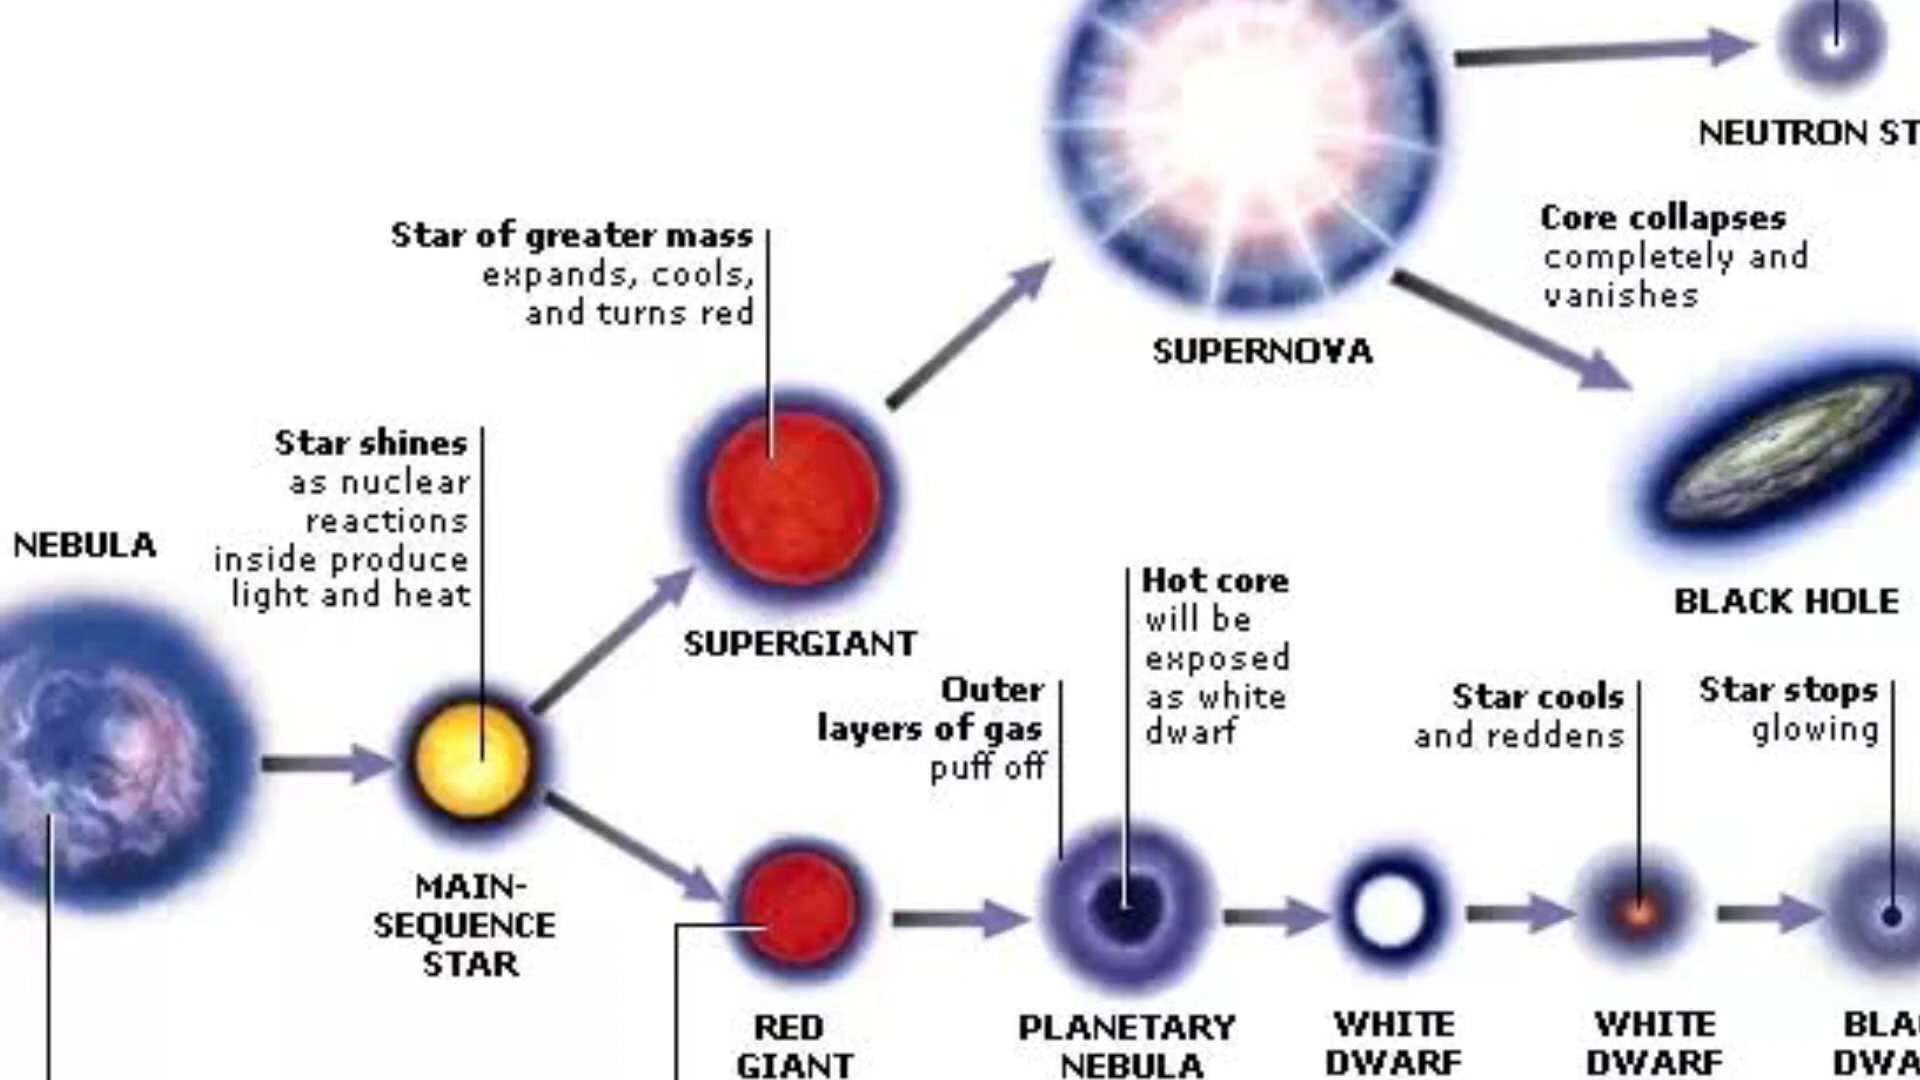 NEUTRON ST
Core collapses
completely and
vanishes
Star of greater mass
expands, cools,
and turns red
SUPERNOVA
Star shines
as nuclear
reactions
inside produce
light and heat
NEBULA
SUPERGIANT
BLACK HOLE
Hot core
will be
exposed
as white
dwarf
Outer
layers of gas
puff off
Star cools
and reddens
Star stops
glowing
MAIN-
SEQUENCE
STAR
RED
GIANT
PLANETARY
NEBULA
WHITE
DWARF
WHITE
DWARF
BLA
DWA